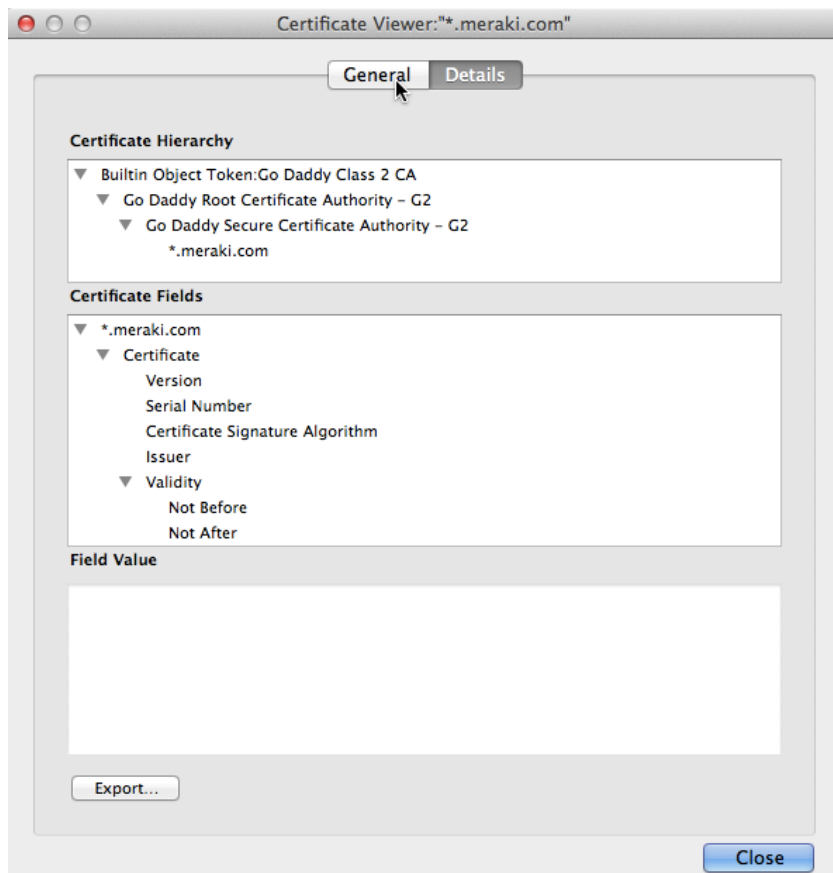 Certificate Viewer:"*.meraki.com"
General Details
Certificate Hierarchy
Builtin Object Token:Go Daddy Class 2 CA
Go Daddy Root Certificate Authority – G2
Go Daddy Secure Certificate Authority – G2
*.meraki.com
Certificate Fields
*.meraki.com
Certificate
Version
Serial Number
Certificate Signature Algorithm
Issuer
Validity
Not Before
Not After
Field Value
Export...
Close